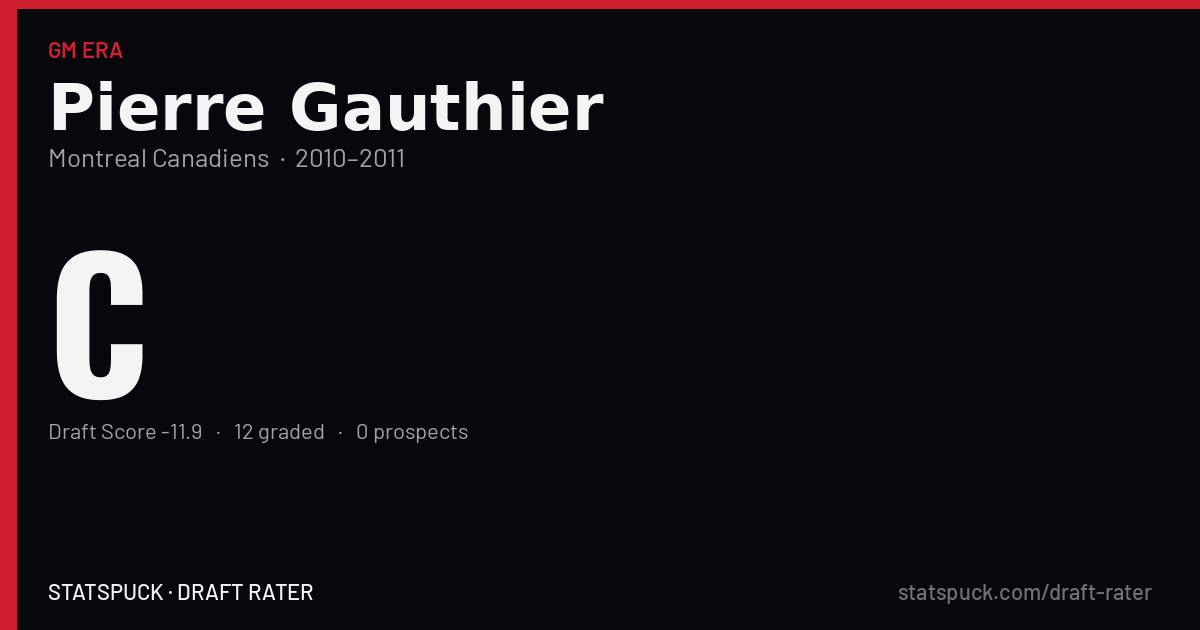 GM ERA
Pierre Gauthier
Montreal Canadiens · 2010–2011
C
Draft Score -11.9 · 12 graded · 0 prospects
STATSPUCK · DRAFT RATER
statspuck.com/draft-rater